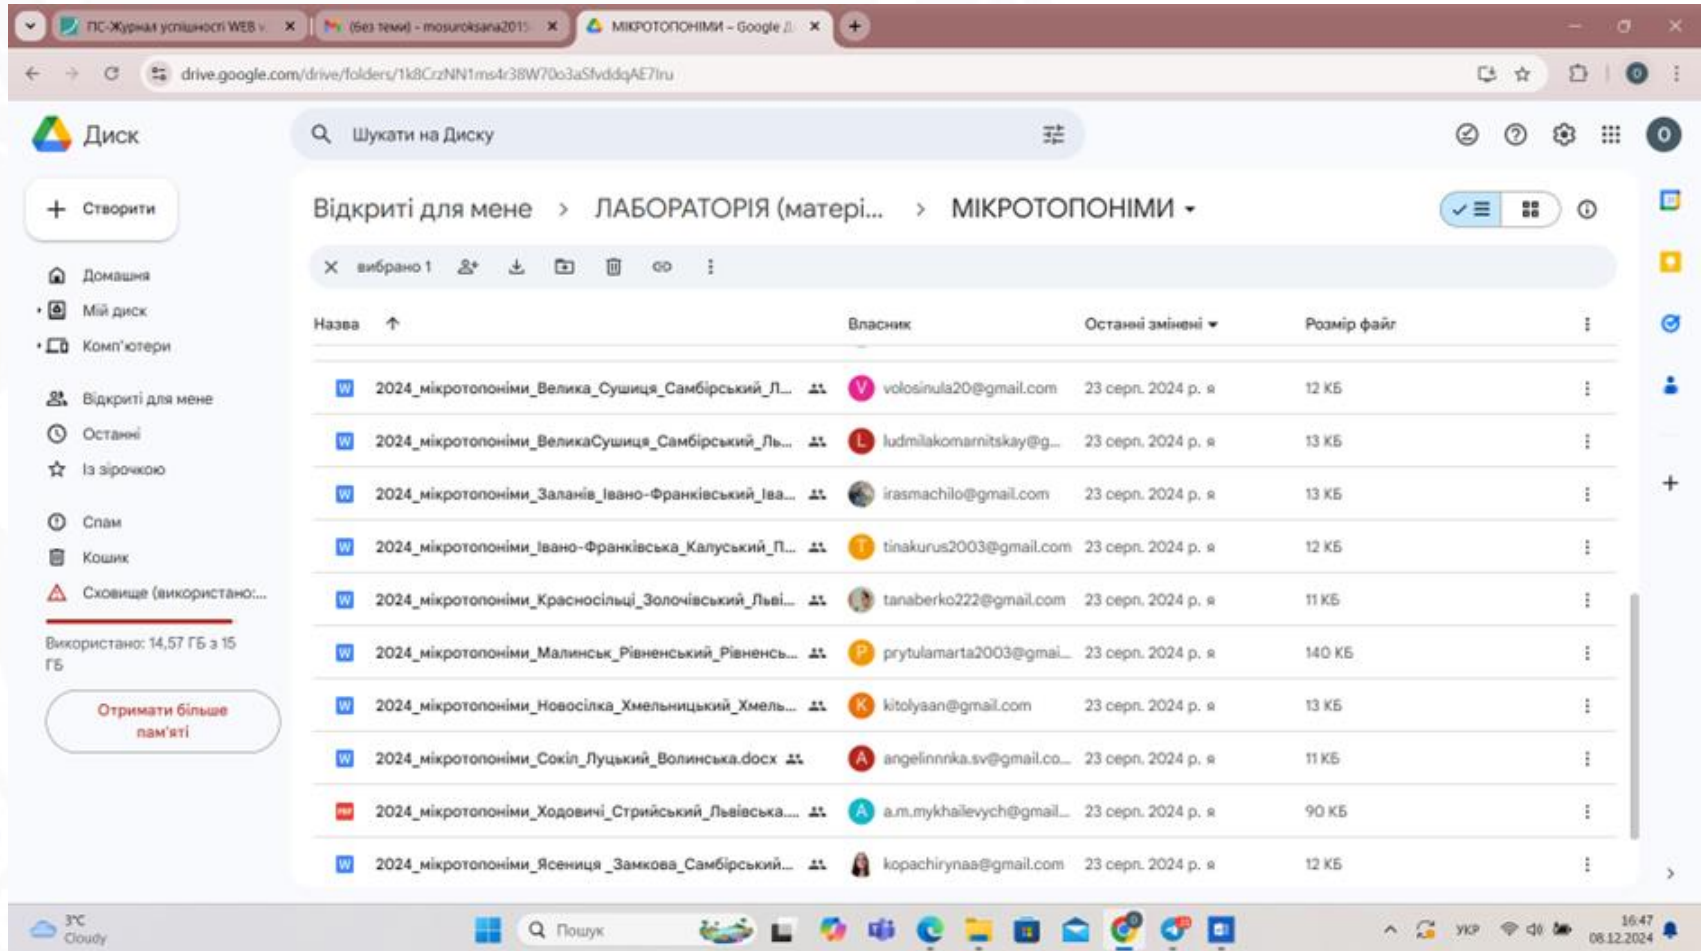 ПС-Журнал успішності WEB v.
(без теми) - mosuroksana2015
МІКРОТОПОНІМИ – Google Д
drive.google.com/drive/folders/1k8CrzNN1ms4r38W70o3aSfvddqAE7Iru
Диск
Шукати на Диску
Створити
Відкриті для мене > ЛАБОРАТОРІЯ (матері... > МІКРОТОПОНІМИ
вибрано 1
Домашня
Мій диск
Комп'ютери
Відкриті для мене
Останні
Із зірочкою
Спам
Кошик
Сховище (використано:...
Використано: 14,57 ГБ з 15
ГБ
Отримати більше
пам'яті
Назва Власник Останні змінені Розмір файл
2024_мікротопоніми_Велика_Сушиця_Самбірський_Л... volosinula20@gmail.com 23 серп. 2024 р. я 12 КБ
2024_мікротопоніми_ВеликаСушиця_Самбірський_Ль... ludmilakomarnitskay@g... 23 серп. 2024 р. я 13 КБ
2024_мікротопоніми_Заланів_Івано-Франківський_Іва... irasmachilo@gmail.com 23 серп. 2024 р. я 13 КБ
2024_мікротопоніми_Івано-Франківська_Калуський_П... tinakurus2003@gmail.com 23 серп. 2024 р. я 12 КБ
2024_мікротопоніми_Красносільці_Золочівський_Льві... tanaberko222@gmail.com 23 серп. 2024 р. я 11 КБ
2024_мікротопоніми_Малинськ_Рівненський_Рівненсь... prytulamarta2003@gmai... 23 серп. 2024 р. я 140 КБ
2024_мікротопоніми_Новосілка_Хмельницький_Хмель... kitolyaan@gmail.com 23 серп. 2024 р. я 13 КБ
2024_мікротопоніми_Сокіл_Луцький_Волинська.docx angelinnnka.sv@gmail.co... 23 серп. 2024 р. я 11 КБ
2024_мікротопоніми_Ходовичі_Стрийський_Львівська.... a.m.mykhailevych@gmail... 23 серп. 2024 р. я 90 КБ
2024_мікротопоніми_Ясениця _Замкова_Самбірський... kopachirynaa@gmail.com 23 серп. 2024 р. я 12 КБ
3°C
Cloudy
Пошук
УКР
16:47
08.12.2024